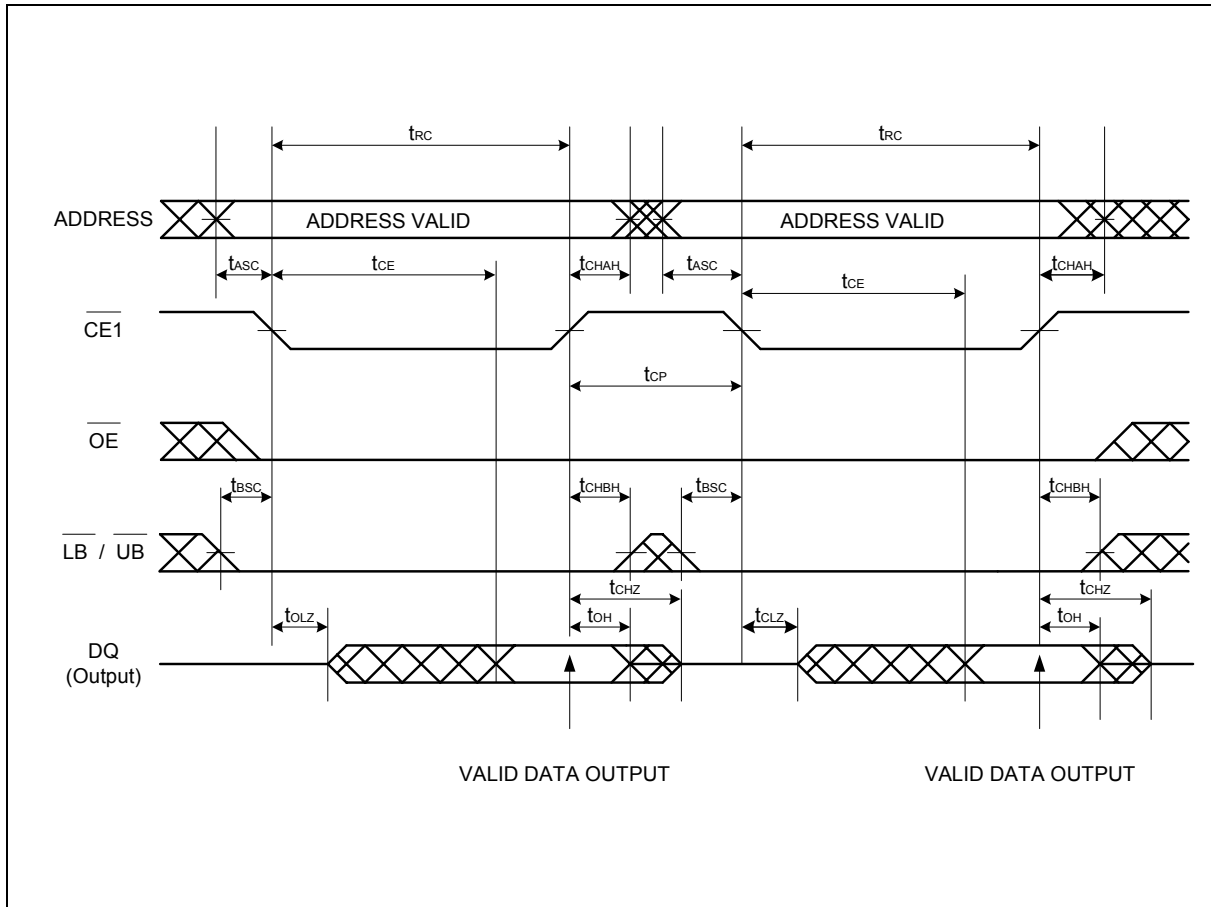 tRC tRC
ADDRESS ADDRESS VALID ADDRESS VALID
tASC tCE tCHAH tASC tCE tCHAH
CE1
tCP
OE
tBSC tCHBH tBSC tCHBH
LB / UB
tCHZ tCHZ
tOLZ tOH tCLZ tOH
DQ
(Output)
VALID DATA OUTPUT VALID DATA OUTPUT